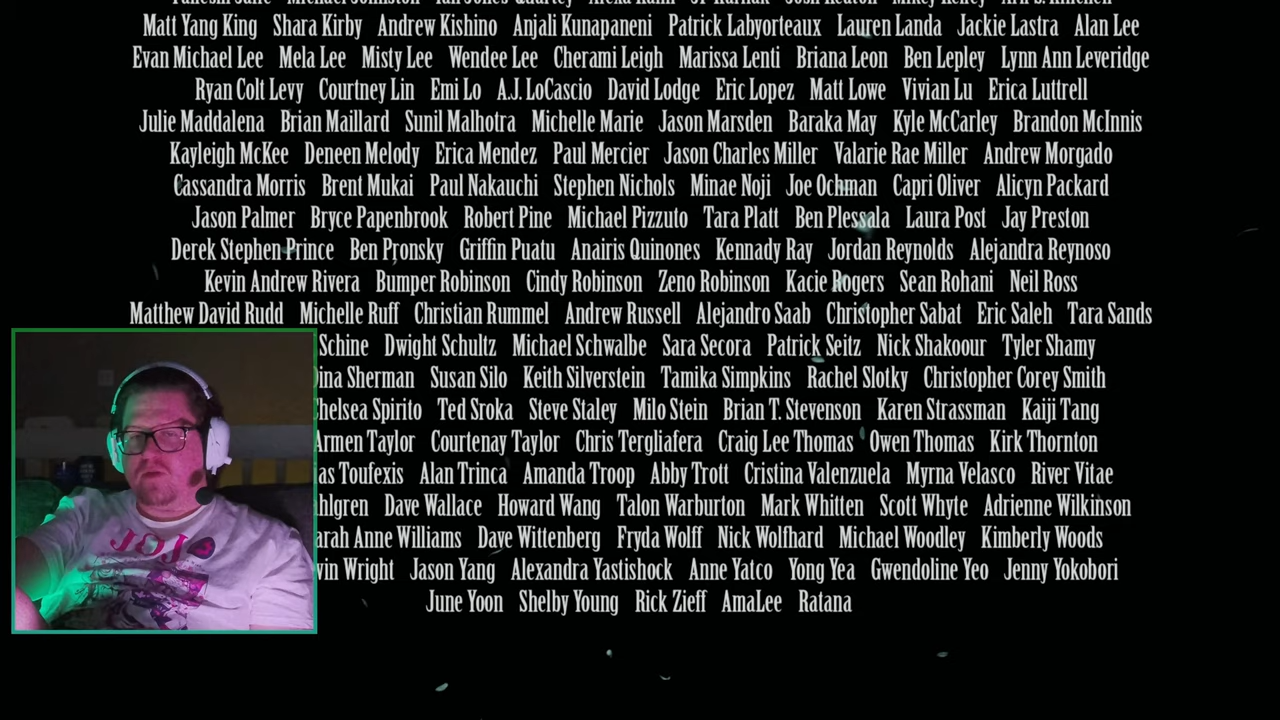 Matt Yang King Shara Kirby Andrew Kishino Anjali Kunapaneni Patrick Labyorteaux Lauren Landa Jackie Lastra Alan Lee
Evan Michael Lee Mela Lee Misty Lee Wendee Lee Cherami Leigh Marissa Lenti Briana Leon Ben Lepley Lynn Ann Leveridge
Ryan Colt Levy Courtney Lin Emi Lo A.J. LoCascio David Lodge Eric Lopez Matt Lowe Vivian Lu Erica Luttrell
Julie Maddalena Brian Maillard Sunil Malhotra Michelle Marie Jason Marsden Baraka May Kyle McCarley Brandon McInnis
Kayleigh McKee Deneen Melody Erica Mendez Paul Mercier Jason Charles Miller Valarie Rae Miller Andrew Morgado
Cassandra Morris Brent Mukai Paul Nakauchi Stephen Nichols Minae Noji Joe Ochman Capri Oliver Alicyn Packard
Jason Palmer Bryce Papenbrook Robert Pine Michael Pizzuto Tara Platt Ben Plessala Laura Post Jay Preston
Derek Stephen Prince Ben Pronsky Griffin Puatu Anairis Quinones Kennady Ray Jordan Reynolds Alejandra Reynoso
Kevin Andrew Rivera Bumper Robinson Cindy Robinson Zeno Robinson Kacie Rogers Sean Rohani Neil Ross
Matthew David Rudd Michelle Ruff Christian Rummel Andrew Russell Alejandro Saab Christopher Sabat Eric Saleh Tara Sands
Schine Dwight Schultz Michael Schwalbe Sara Secora Patrick Seitz Nick Shakoour Tyler Shamy
Dina Sherman Susan Silo Keith Silverstein Tamika Simpkins Rachel Slotky Christopher Corey Smith
Chelsea Spirito Ted Sroka Steve Staley Milo Stein Brian T. Stevenson Karen Strassman Kaiji Tang
Armen Taylor Courtenay Taylor Chris Tergliafera Craig Lee Thomas Owen Thomas Kirk Thornton
as Toufexis Alan Trinca Amanda Troop Abby Trott Cristina Valenzuela Myrna Velasco River Vitae
hlgren Dave Wallace Howard Wang Talon Warburton Mark Whitten Scott Whyte Adrienne Wilkinson
arah Anne Williams Dave Wittenberg Fryda Wolff Nick Wolfhard Michael Woodley Kimberly Woods
vin Wright Jason Yang Alexandra Yastishock Anne Yatco Yong Yea Gwendoline Yeo Jenny Yokobori
June Yoon Shelby Young Rick Zieff AmaLee Ratana